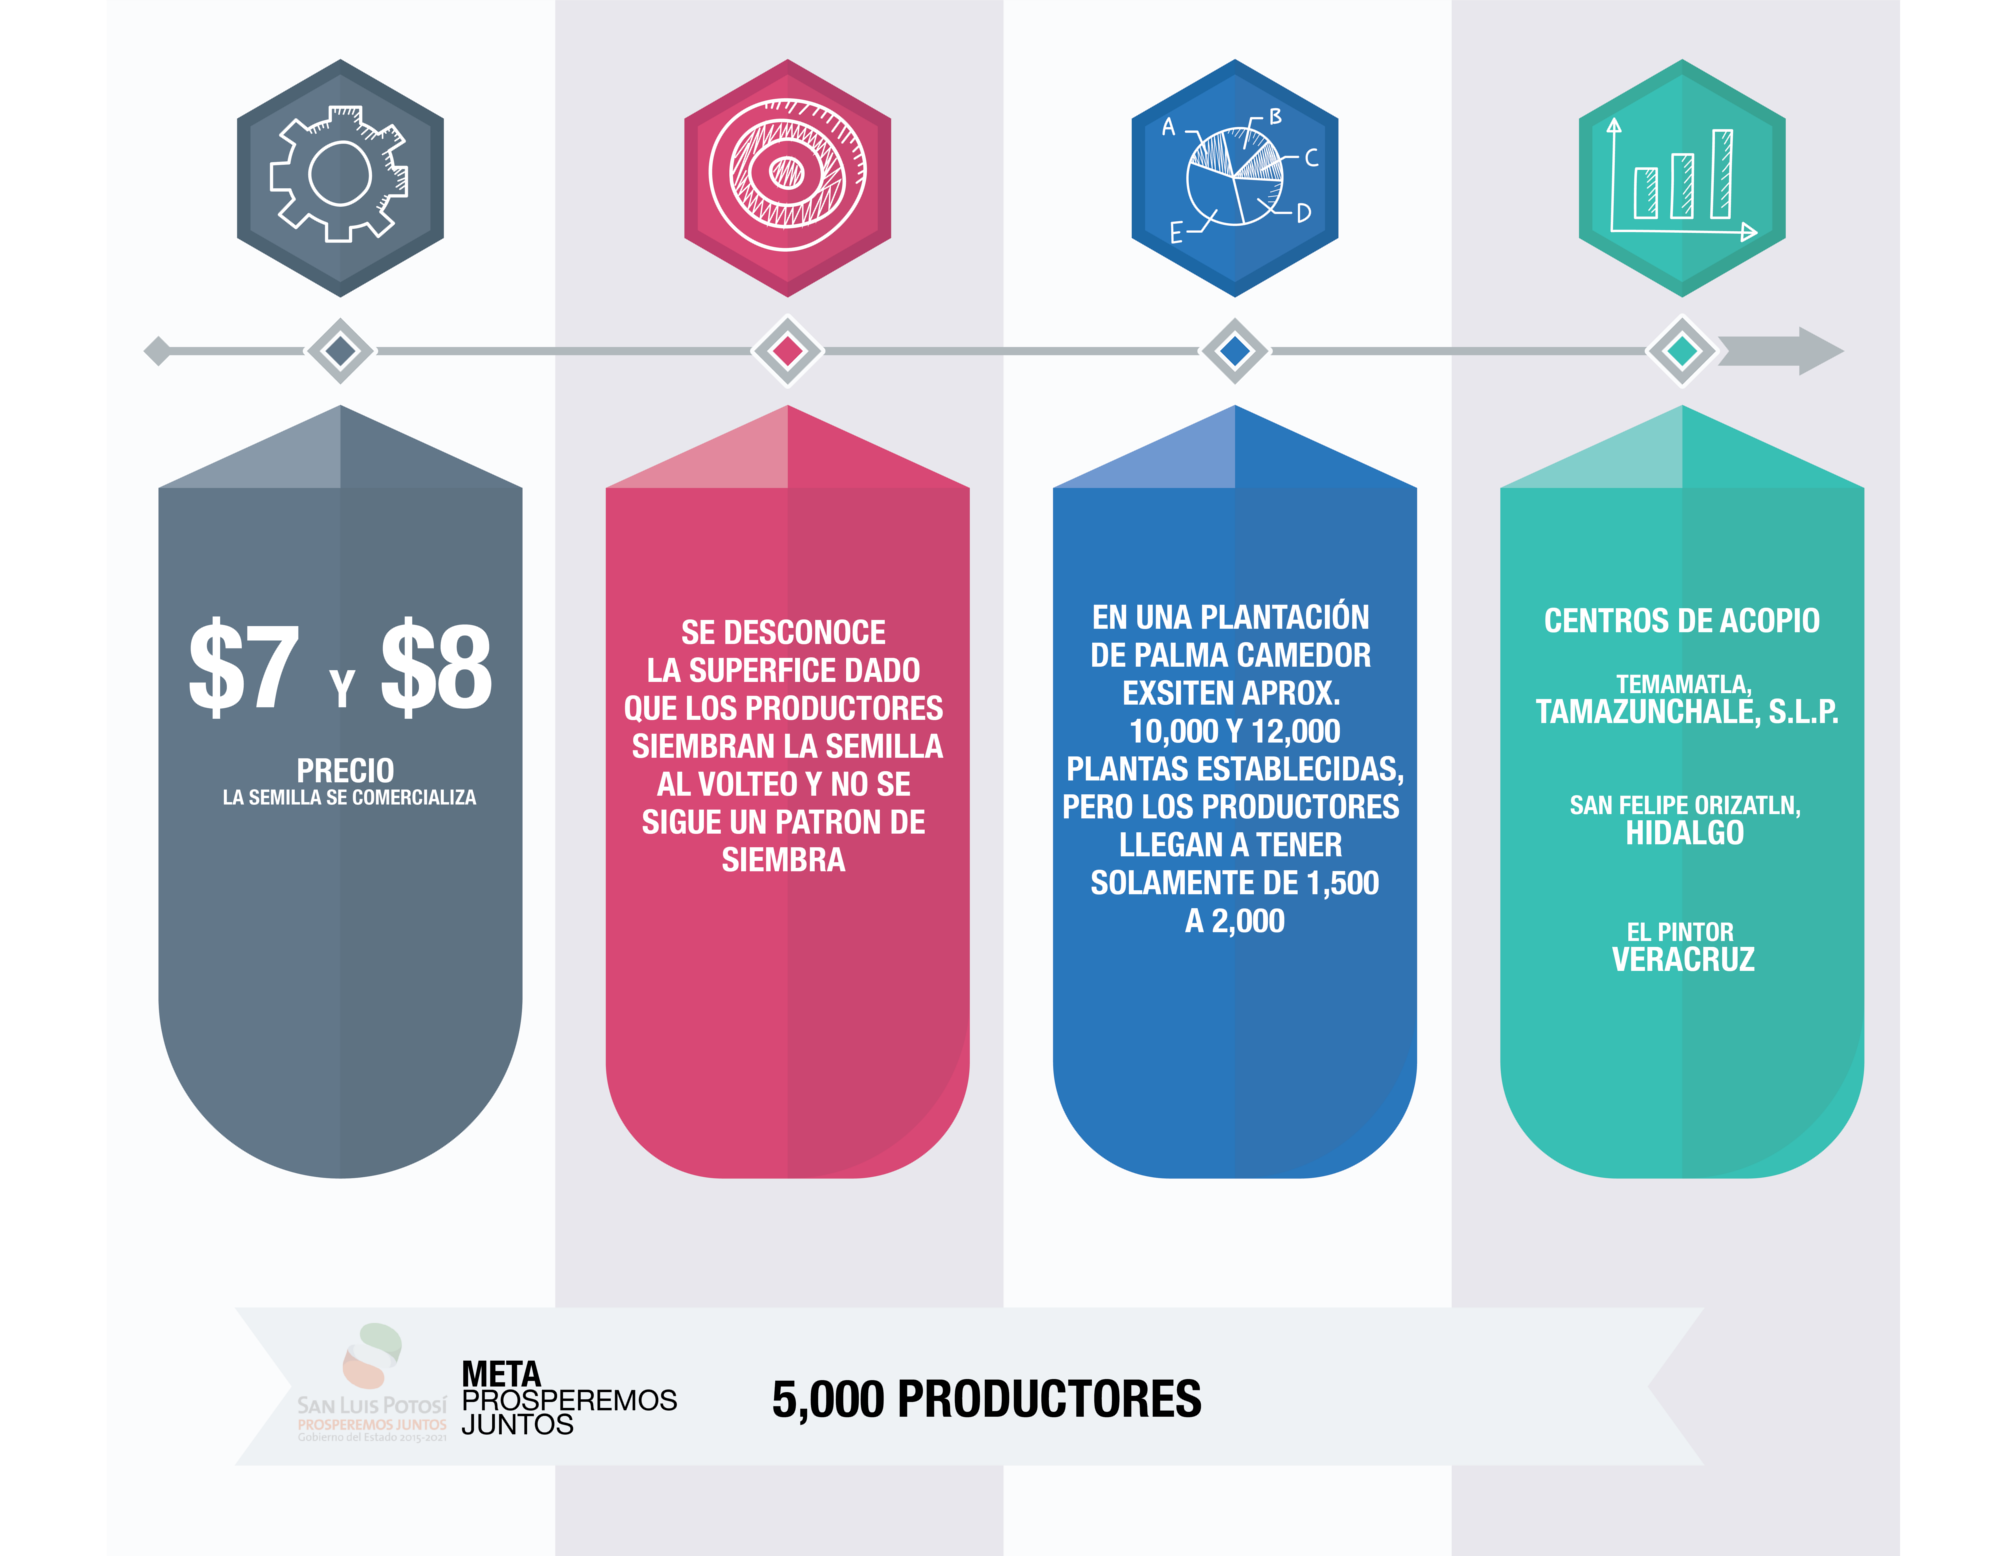 A
B
C
D
E
$7 Y $8
PRECIO
LA SEMILLA SE COMERCIALIZA
SE DESCONOCE
LA SUPERFICE DADO
QUE LOS PRODUCTORES
SIEMBRAN LA SEMILLA
AL VOLTEO Y NO SE
SIGUE UN PATRON DE
SIEMBRA
EN UNA PLANTACIÓN
DE PALMA CAMEDOR
EXSITEN APROX.
10,000 Y 12,000
PLANTAS ESTABLECIDAS,
PERO LOS PRODUCTORES
LLEGAN A TENER
SOLAMENTE DE 1,500
A 2,000
CENTROS DE ACOPIO
TEMAMATLA,
TAMAZUNCHALE, S.L.P.
SAN FELIPE ORIZATLN,
HIDALGO
EL PINTOR
VERACRUZ
SAN LUIS POTOSÍ
PROSPEREMOS JUNTOS
Gobierno del Estado 2015-2021
META
PROSPEREMOS
JUNTOS
5,000 PRODUCTORES